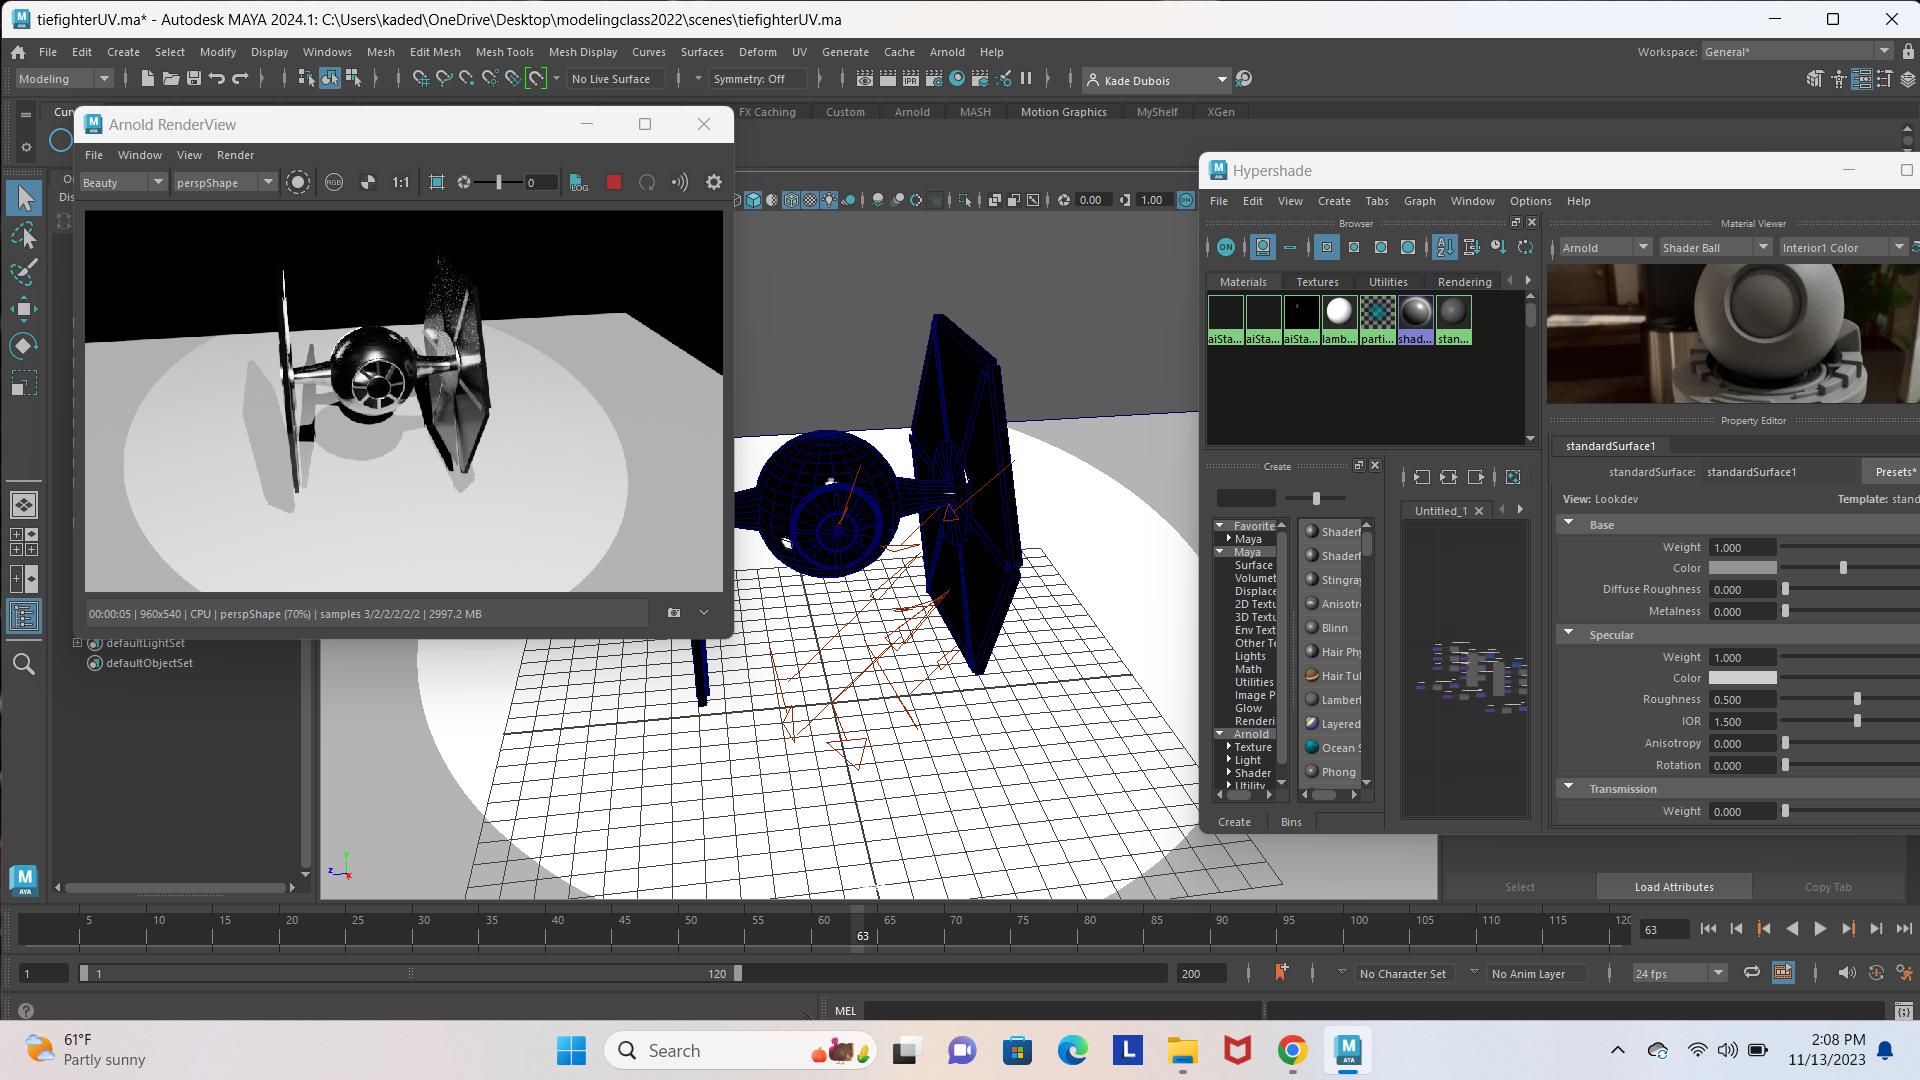 tiefighterUV.ma* - Autodesk MAYA 2024.1: C:\Users\kaded\OneDrive\Desktop\modelingclass2022\scenes\tiefighterUV.ma
File Edit Create Select Modify Display Windows Mesh Edit Mesh Mesh Tools Mesh Display Curves Surfaces Deform UV Generate Cache Arnold Help
Workspace: General*
Modeling No Live Surface Symmetry: Off Kade Dubois
FX Caching Custom Arnold MASH Motion Graphics MyShelf XGen
Arnold RenderView
File Window View Render
Beauty perspShape RGB 1:1 0 LOG
00:00:05 | 960x540 | CPU | perspShape (70%) | samples 3/2/2/2/2/2 | 2997.2 MB
defaultLightSet
defaultObjectSet
0.00 1.00 ON
Hypershade
File Edit View Create Tabs Graph Window Options Help
Browser
ON
Materials Textures Utilities Rendering
aiSta... aiSta... aiSta... lamb... parti... shad... stan...
Material Viewer
Arnold Shader Ball Interior1 Color
Property Editor
standardSurface1
standardSurface: standardSurface1 Presets*
View: Lookdev Template: stand
Base
Weight 1.000
Color
Diffuse Roughness 0.000
Metalness 0.000
Specular
Weight 1.000
Color
Roughness 0.500
IOR 1.500
Anisotropy 0.000
Rotation 0.000
Transmission
Weight 0.000
Create
Favorite
Maya
Maya
Surface
Volumet
Displace
2D Textu
3D Textu
Env Text
Other Te
Lights
Math
Utilities
Image P
Glow
Renderi
Arnold
Texture
Light
Shader
Utility
Shaderf
Shaderf
Stingray
Anisotro
Blinn
Hair Phy
Hair Tul
Lambert
Layered
Ocean S
Phong
Create Bins
Untitled_1
Select Load Attributes Copy Tab
y
z x
5 10 15 20 25 30 35 40 45 50 55 60 65 70 75 80 85 90 95 100 105 110 115 120
63
63
1 1 120 200 No Character Set No Anim Layer 24 fps
MEL
61°F
Partly sunny
Search
2:08 PM
11/13/2023